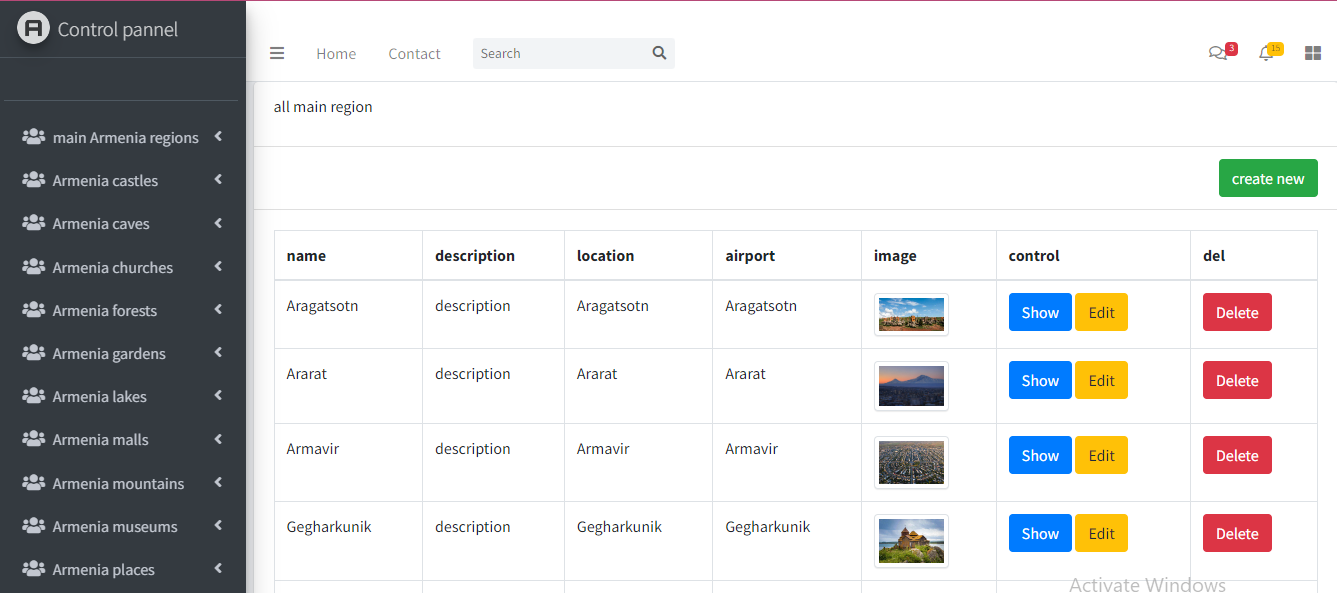 Control pannel
Home Contact Search 3 15
all main region
main Armenia regions
Armenia castles
Armenia caves
Armenia churches
Armenia forests
Armenia gardens
Armenia lakes
Armenia malls
Armenia mountains
Armenia museums
Armenia places
create new
name description location airport image control del
Aragatsotn description Aragatsotn Aragatsotn Show Edit Delete
Ararat description Ararat Ararat Show Edit Delete
Armavir description Armavir Armavir Show Edit Delete
Gegharkunik description Gegharkunik Gegharkunik Show Edit Delete
Activate Windows